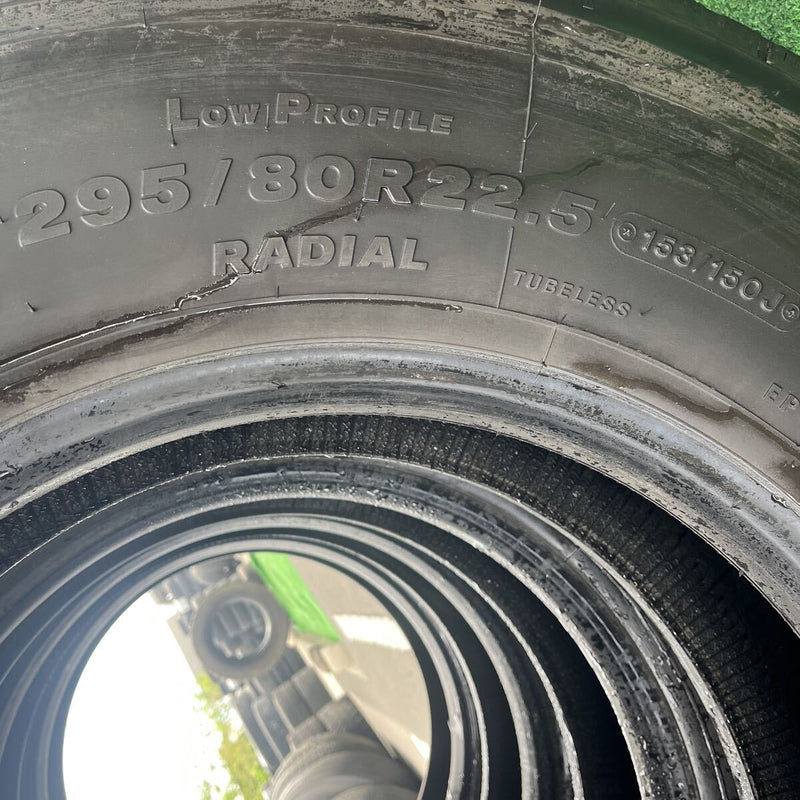 LOW PROFILE
295/80R22.5
153/150J
RADIAL
TUBELESS